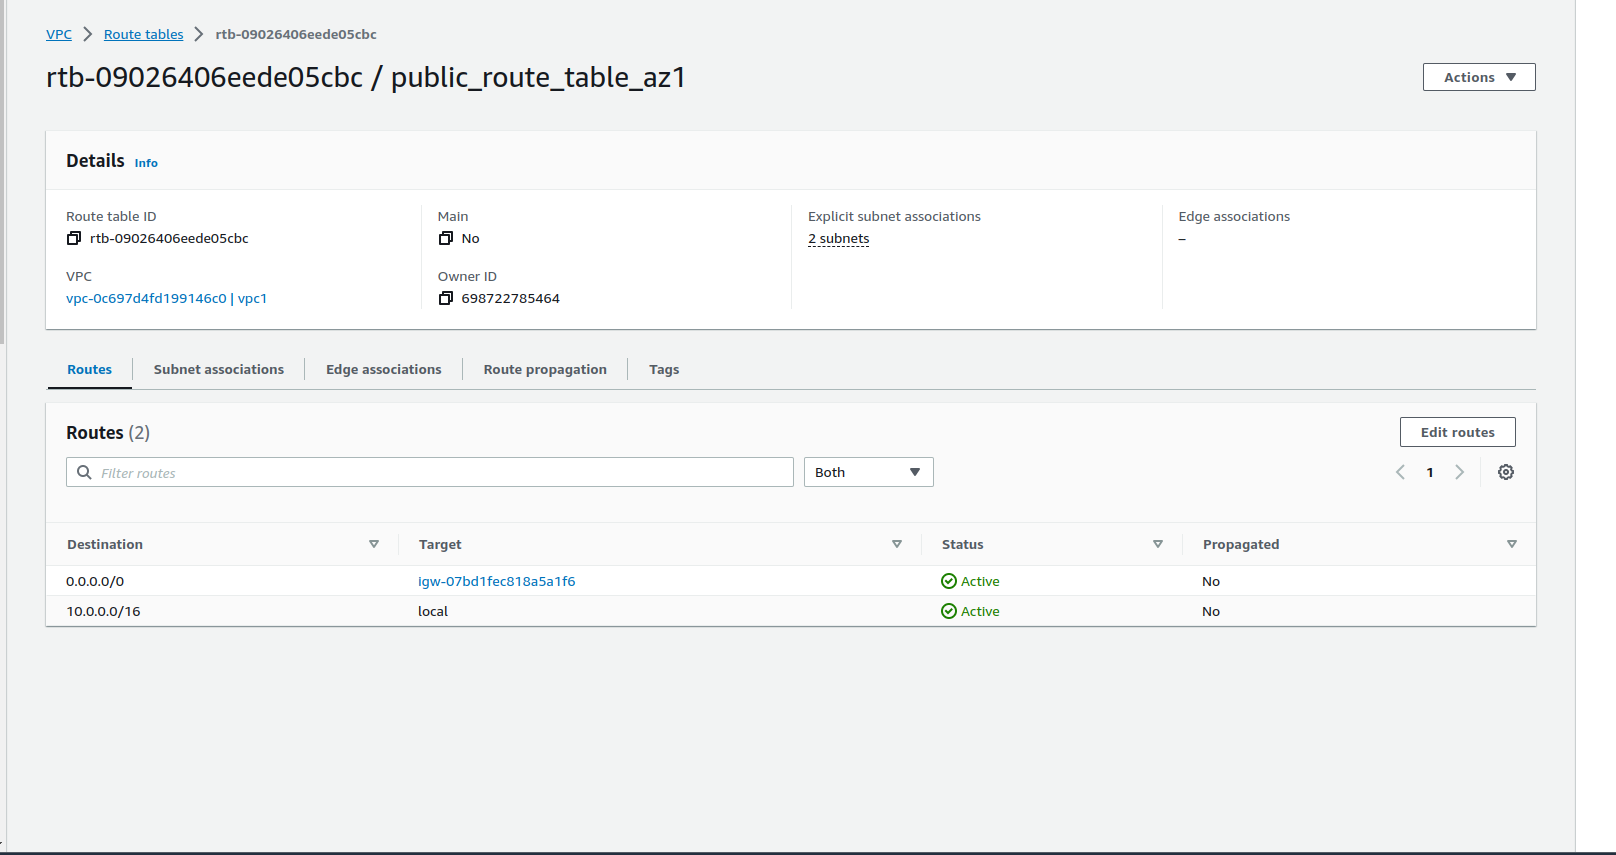 VPC > Route tables > rtb-09026406eede05cbc
rtb-09026406eede05cbc / public_route_table_az1
Actions
Details Info
Route table ID
rtb-09026406eede05cbc
Main
No
Explicit subnet associations
2 subnets
Edge associations
–
VPC
vpc-0c697d4fd199146c0 | vpc1
Owner ID
698722785464
Routes Subnet associations Edge associations Route propagation Tags
Routes (2)
Edit routes
Filter routes
Both
1
Destination Target Status Propagated
0.0.0.0/0 igw-07bd1fec818a5a1f6 Active No
10.0.0.0/16 local Active No